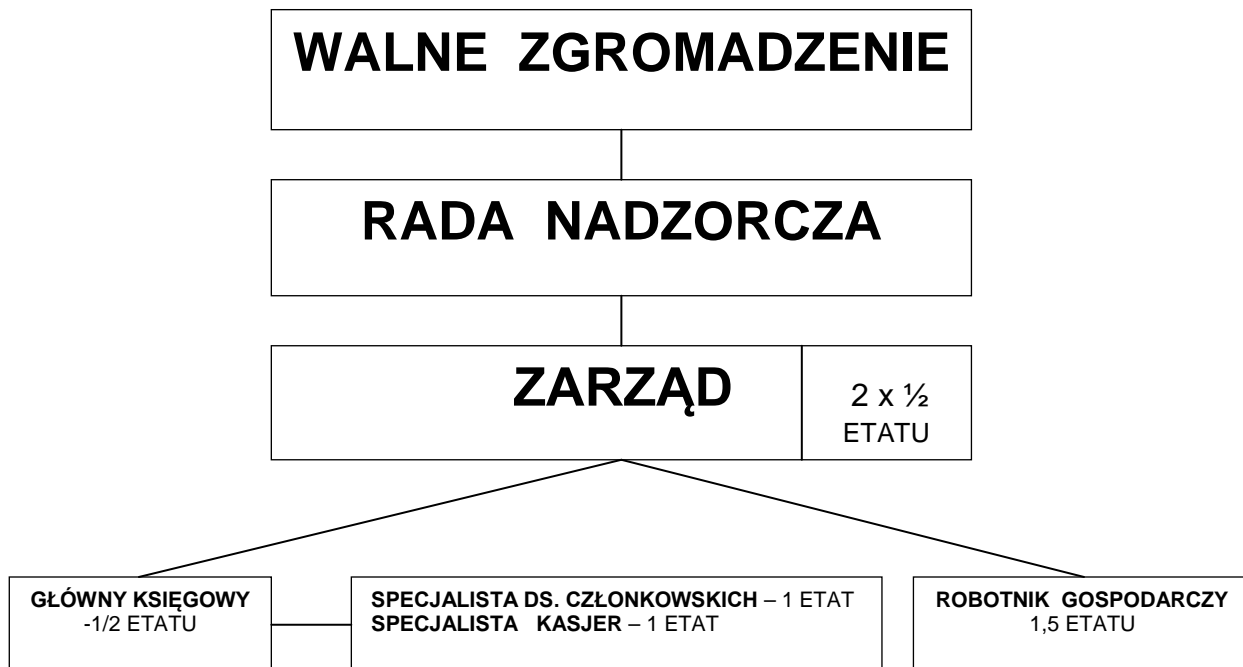 WALNE ZGROMADZENIE
RADA NADZORCZA
ZARZĄD
2 x ½
ETATU
GŁÓWNY KSIĘGOWY
-1/2 ETATU
SPECJALISTA DS. CZŁONKOWSKICH – 1 ETAT
SPECJALISTA KASJER – 1 ETAT
ROBOTNIK GOSPODARCZY
1,5 ETATU